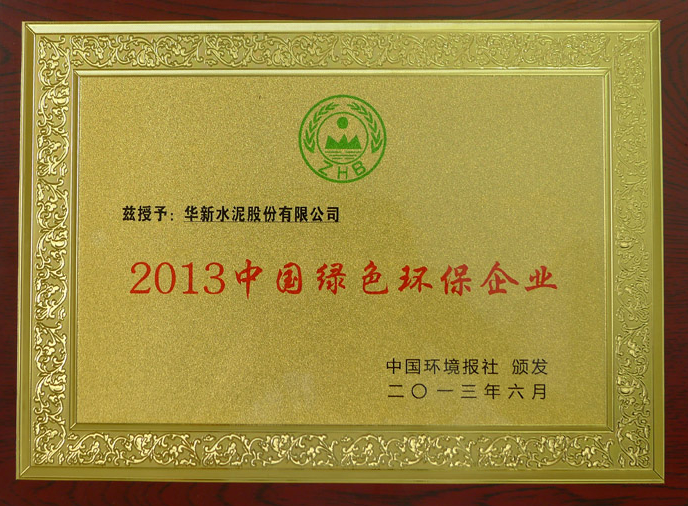 ZHB
兹授予：华新水泥股份有限公司
2013中国绿色环保企业
中国环境报社 颁发
二〇一三年六月